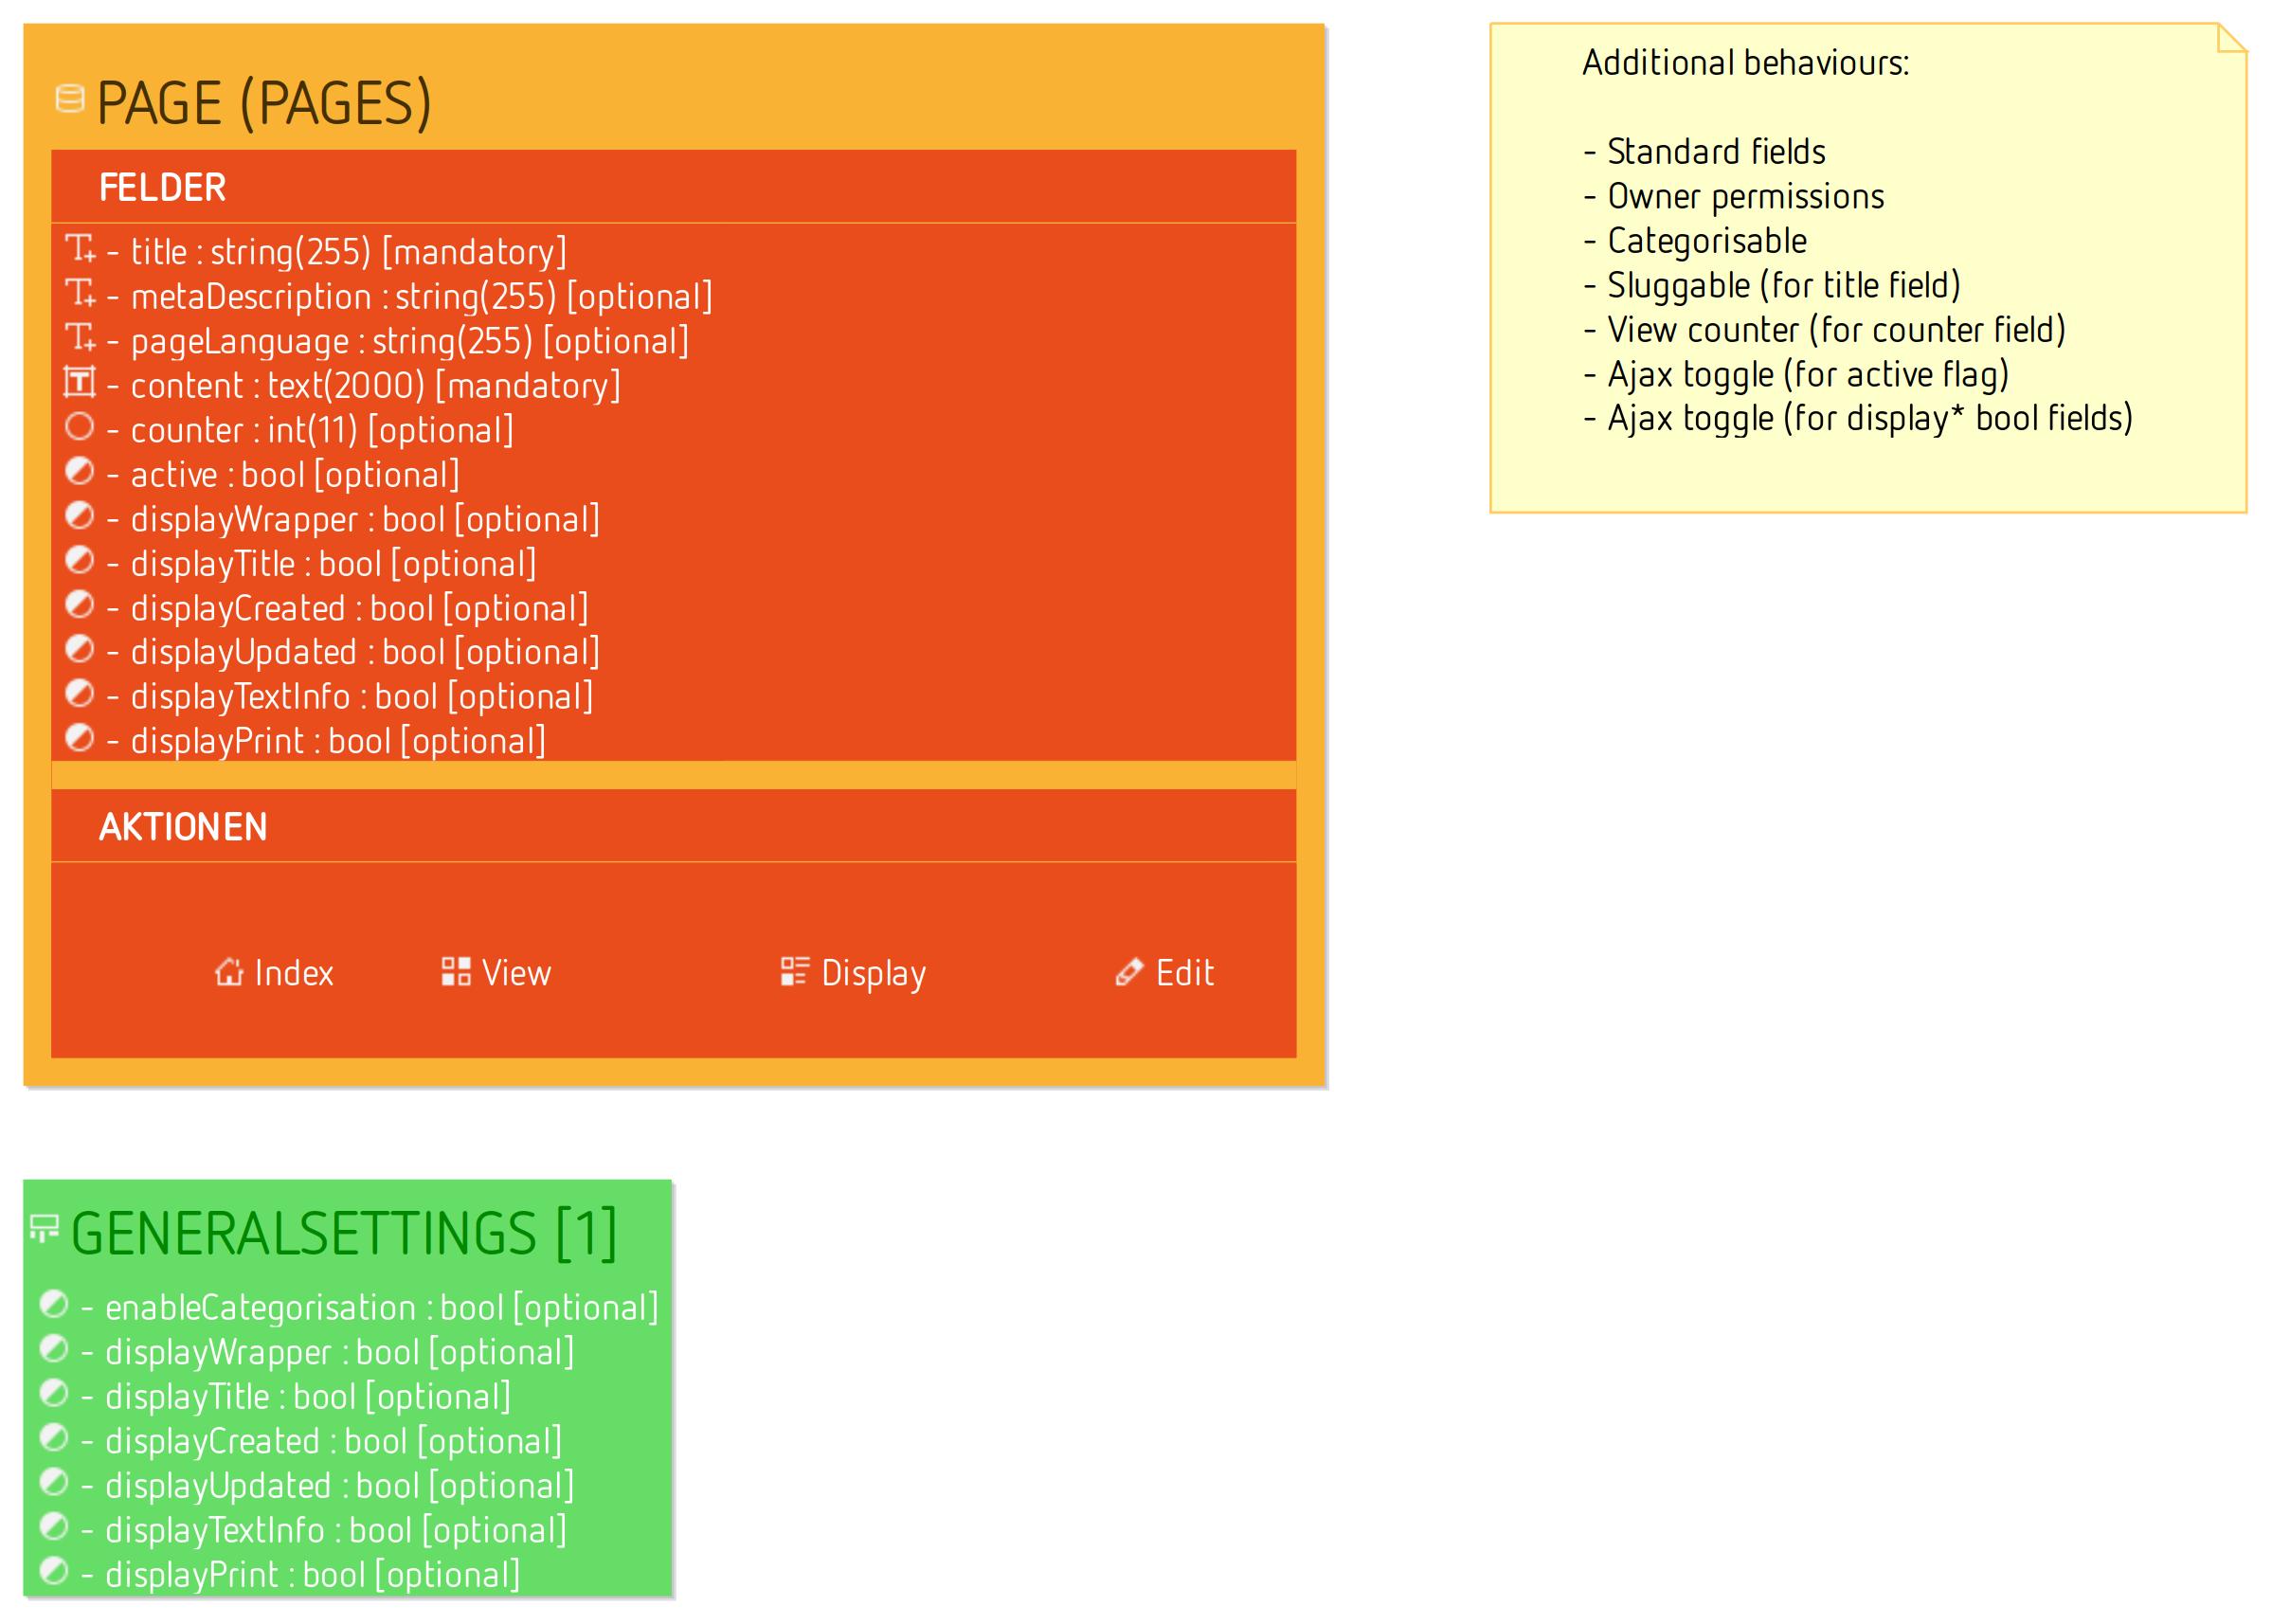 PAGE (PAGES)
FELDER
- title : string(255) [mandatory]
- metaDescription : string(255) [optional]
- pageLanguage : string(255) [optional]
- content : text(2000) [mandatory]
- counter : int(11) [optional]
- active : bool [optional]
- displayWrapper : bool [optional]
- displayTitle : bool [optional]
- displayCreated : bool [optional]
- displayUpdated : bool [optional]
- displayTextInfo : bool [optional]
- displayPrint : bool [optional]
AKTIONEN
Index View Display Edit
Additional behaviours:
- Standard fields
- Owner permissions
- Categorisable
- Sluggable (for title field)
- View counter (for counter field)
- Ajax toggle (for active flag)
- Ajax toggle (for display* bool fields)
GENERALSETTINGS [1]
- enableCategorisation : bool [optional]
- displayWrapper : bool [optional]
- displayTitle : bool [optional]
- displayCreated : bool [optional]
- displayUpdated : bool [optional]
- displayTextInfo : bool [optional]
- displayPrint : bool [optional]